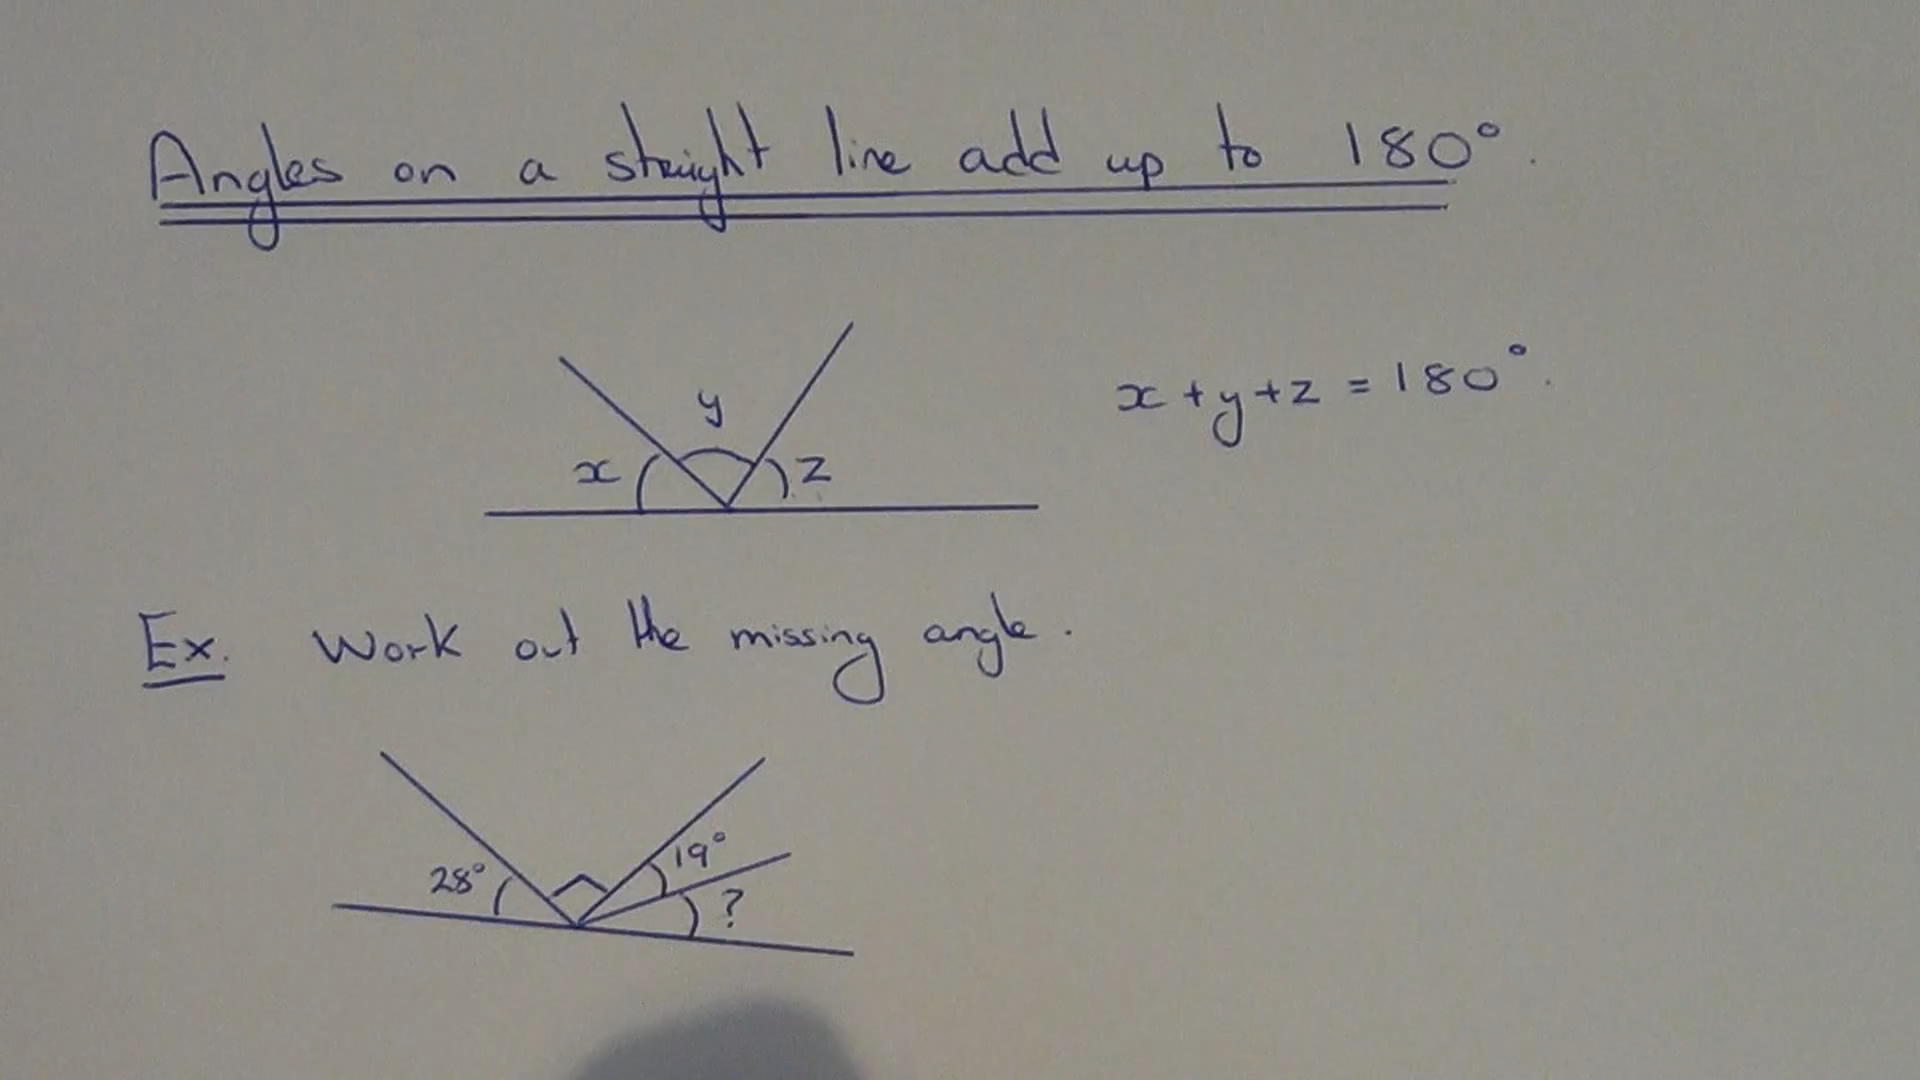 Angles on a straight line add up to 180°.
y
x
z
x + y + z = 180°.
Ex. Work out the missing angle.
28°
19°
?